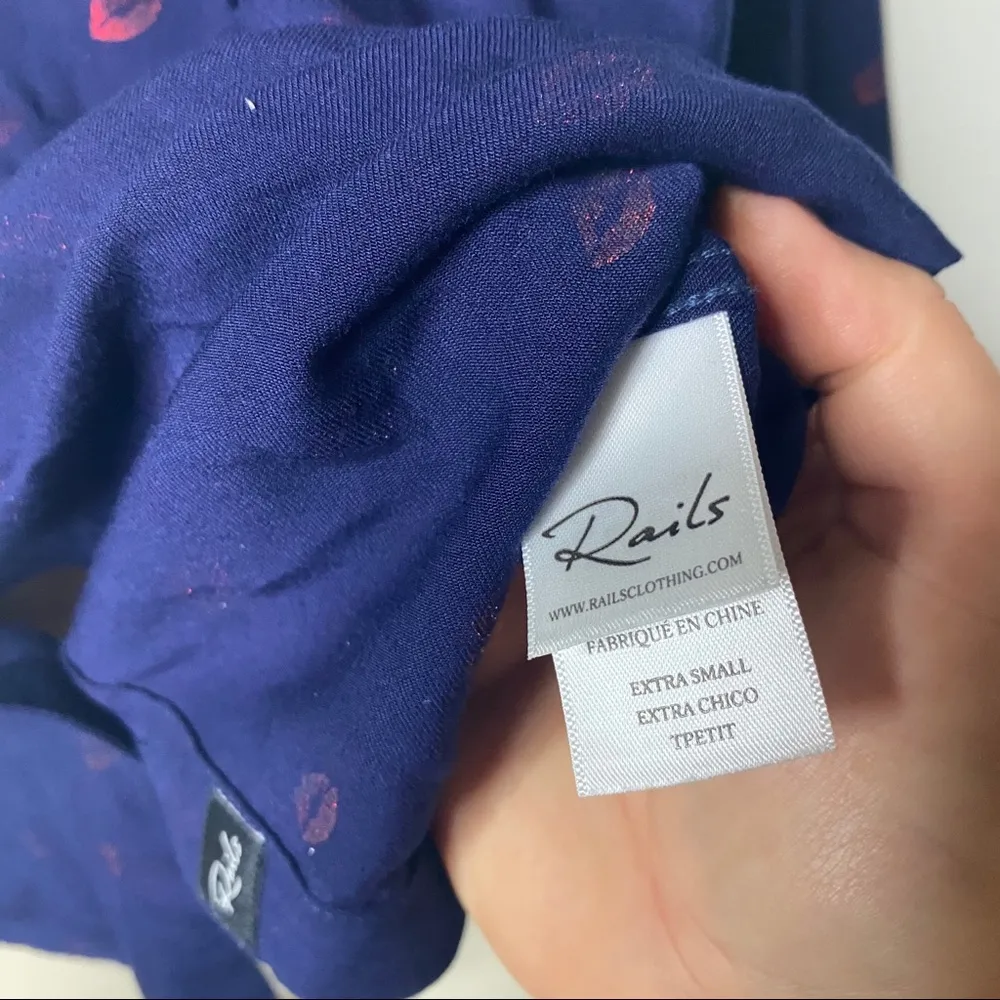 Rails
WWW.RAILSCLOTHING.COM
FABRIQUÉ EN CHINE
EXTRA SMALL
EXTRA CHICO
TPETIT
Rails